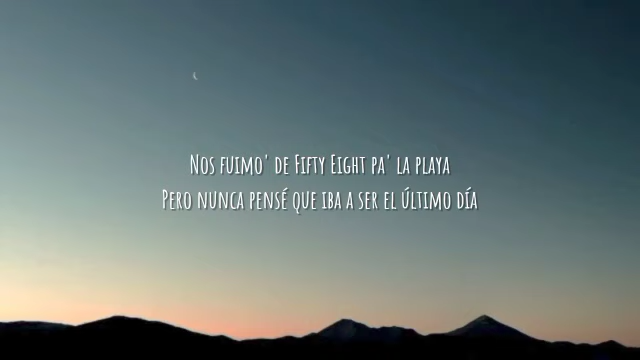 Nos fuimo' de Fifty Eight pa' la playa
Pero nunca pensé que iba a ser el último día